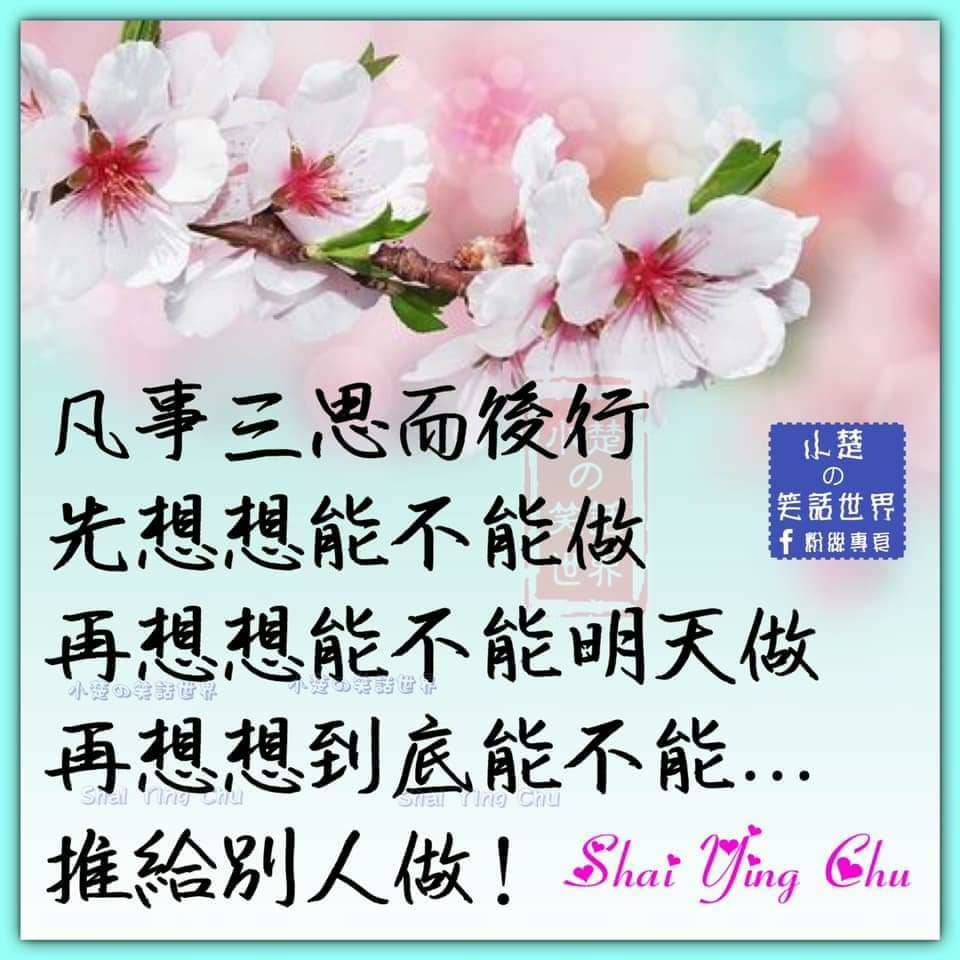 凡事三思而後行
先想想能不能做
再想想能不能明天做
再想想到底能不能...
推給別人做！
Shai Ying Chu
小楚
の
笑話世界
f 粉絲專頁
小楚の笑話世界
小楚の笑話世界
Shai Ying Chu
Shai Ying Chu